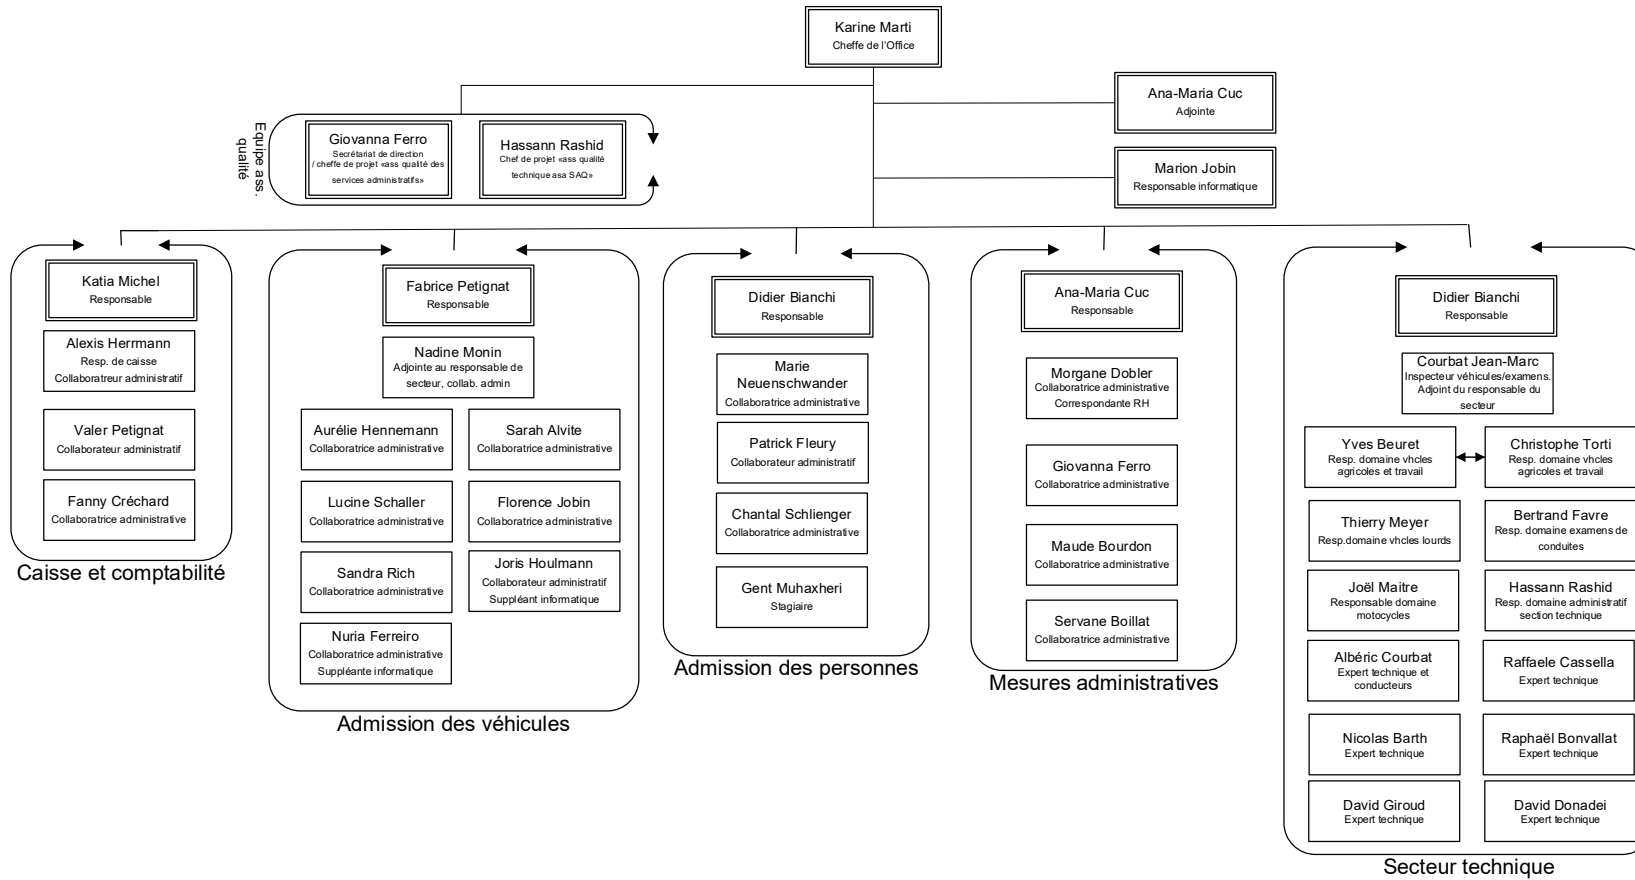 Karine Marti
Cheffe de l'Office
Ana-Maria Cuc
Adjointe
Equipe ass.
qualité
Giovanna Ferro
Secrétariat de direction
/ cheffe de projet «ass qualité des
services administratifs»
Hassann Rashid
Chef de projet «ass qualité
technique asa SAQ»
Marion Jobin
Responsable informatique
Katia Michel
Responsable
Alexis Herrmann
Resp. de caisse
Collaboratreur administratif
Valer Petignat
Collaborateur administratif
Fanny Créchard
Collaboratrice administrative
Caisse et comptabilité
Fabrice Petignat
Responsable
Nadine Monin
Adjointe au responsable de
secteur, collab. admin
Aurélie Hennemann
Collaboratrice administrative
Sarah Alvite
Collaboratrice administrative
Lucine Schaller
Collaboratrice administrative
Florence Jobin
Collaboratrice administrative
Sandra Rich
Collaboratrice administrative
Joris Houlmann
Collaborateur administratif
Suppléant informatique
Nuria Ferreiro
Collaboratrice administrative
Suppléante informatique
Admission des véhicules
Didier Bianchi
Responsable
Marie
Neuenschwander
Collaboratrice administrative
Patrick Fleury
Collaborateur administratif
Chantal Schlienger
Collaboratrice administrative
Gent Muhaxheri
Stagiaire
Admission des personnes
Ana-Maria Cuc
Responsable
Morgane Dobler
Collaboratrice administrative
Correspondante RH
Giovanna Ferro
Collaboratrice administrative
Maude Bourdon
Collaboratrice administrative
Servane Boillat
Collaboratrice administrative
Mesures administratives
Didier Bianchi
Responsable
Courbat Jean-Marc
Inspecteur véhicules/examens.
Adjoint du responsable du
secteur
Yves Beuret
Resp. domaine vhcles
agricoles et travail
Christophe Torti
Resp. domaine vhcles
agricoles et travail
Thierry Meyer
Resp.domaine vhcles lourds
Bertrand Favre
Resp. domaine examens de
conduites
Joël Maitre
Responsable domaine
motocycles
Hassann Rashid
Resp. domaine administratif
section technique
Albéric Courbat
Expert technique et
conducteurs
Raffaele Cassella
Expert technique
Nicolas Barth
Expert technique
Raphaël Bonvallat
Expert technique
David Giroud
Expert technique
David Donadei
Expert technique
Secteur technique